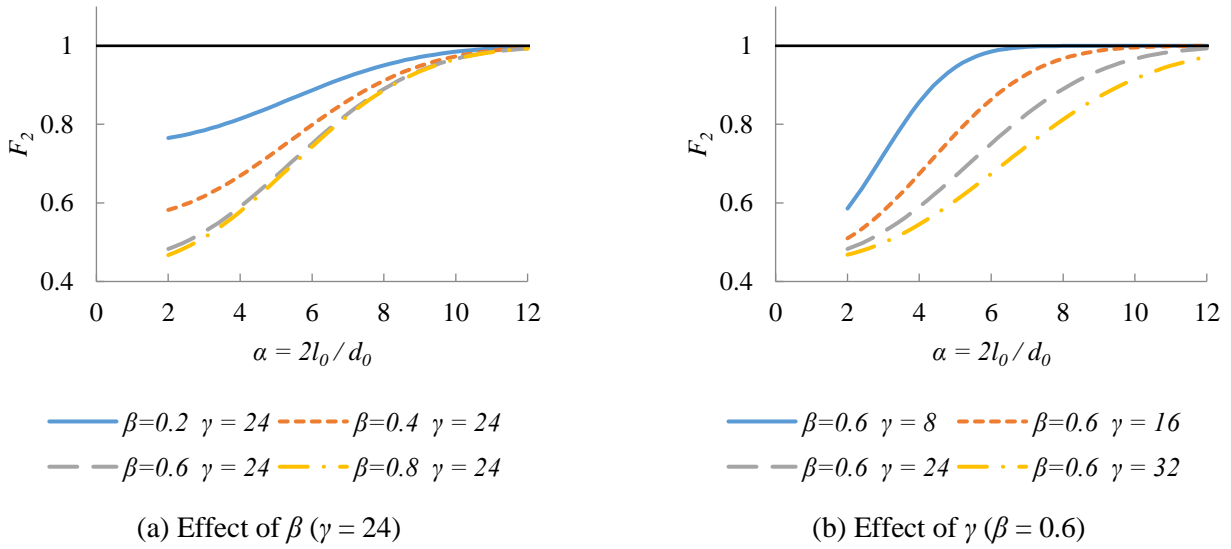 1
0.8
0.6
0.4
F2
0 2 4 6 8 10 12
α = 2l0 / d0
β=0.2 γ = 24 β=0.4 γ = 24
β=0.6 γ = 24 β=0.8 γ = 24
(a) Effect of β (γ = 24)
1
0.8
0.6
0.4
F2
0 2 4 6 8 10 12
α = 2l0 / d0
β=0.6 γ = 8 β=0.6 γ = 16
β=0.6 γ = 24 β=0.6 γ = 32
(b) Effect of γ (β = 0.6)